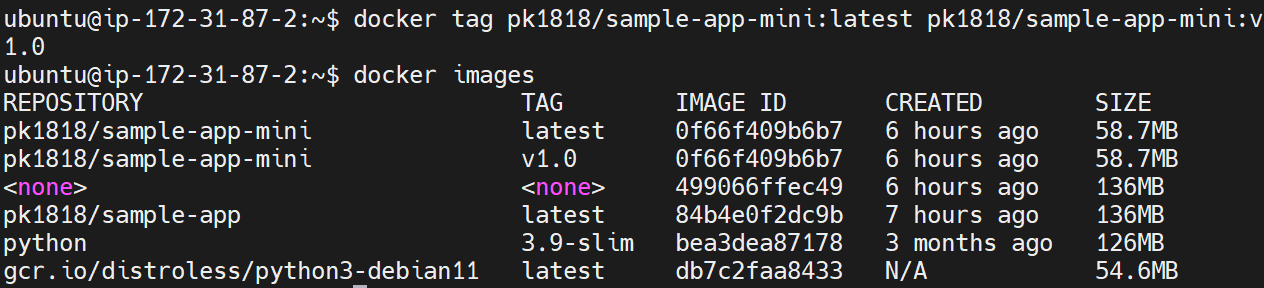 ubuntu@ip-172-31-87-2:~$ docker tag pk1818/sample-app-mini:latest pk1818/sample-app-mini:v
1.0
ubuntu@ip-172-31-87-2:~$ docker images
REPOSITORY                           TAG        IMAGE ID       CREATED        SIZE
pk1818/sample-app-mini               latest     0f66f409b6b7   6 hours ago    58.7MB
pk1818/sample-app-mini               v1.0       0f66f409b6b7   6 hours ago    58.7MB
<none>                               <none>     499066ffec49   6 hours ago    136MB
pk1818/sample-app                    latest     84b4e0f2dc9b   7 hours ago    136MB
python                               3.9-slim   bea3dea87178   3 months ago   126MB
gcr.io/distroless/python3-debian11   latest     db7c2faa8433   N/A            54.6MB